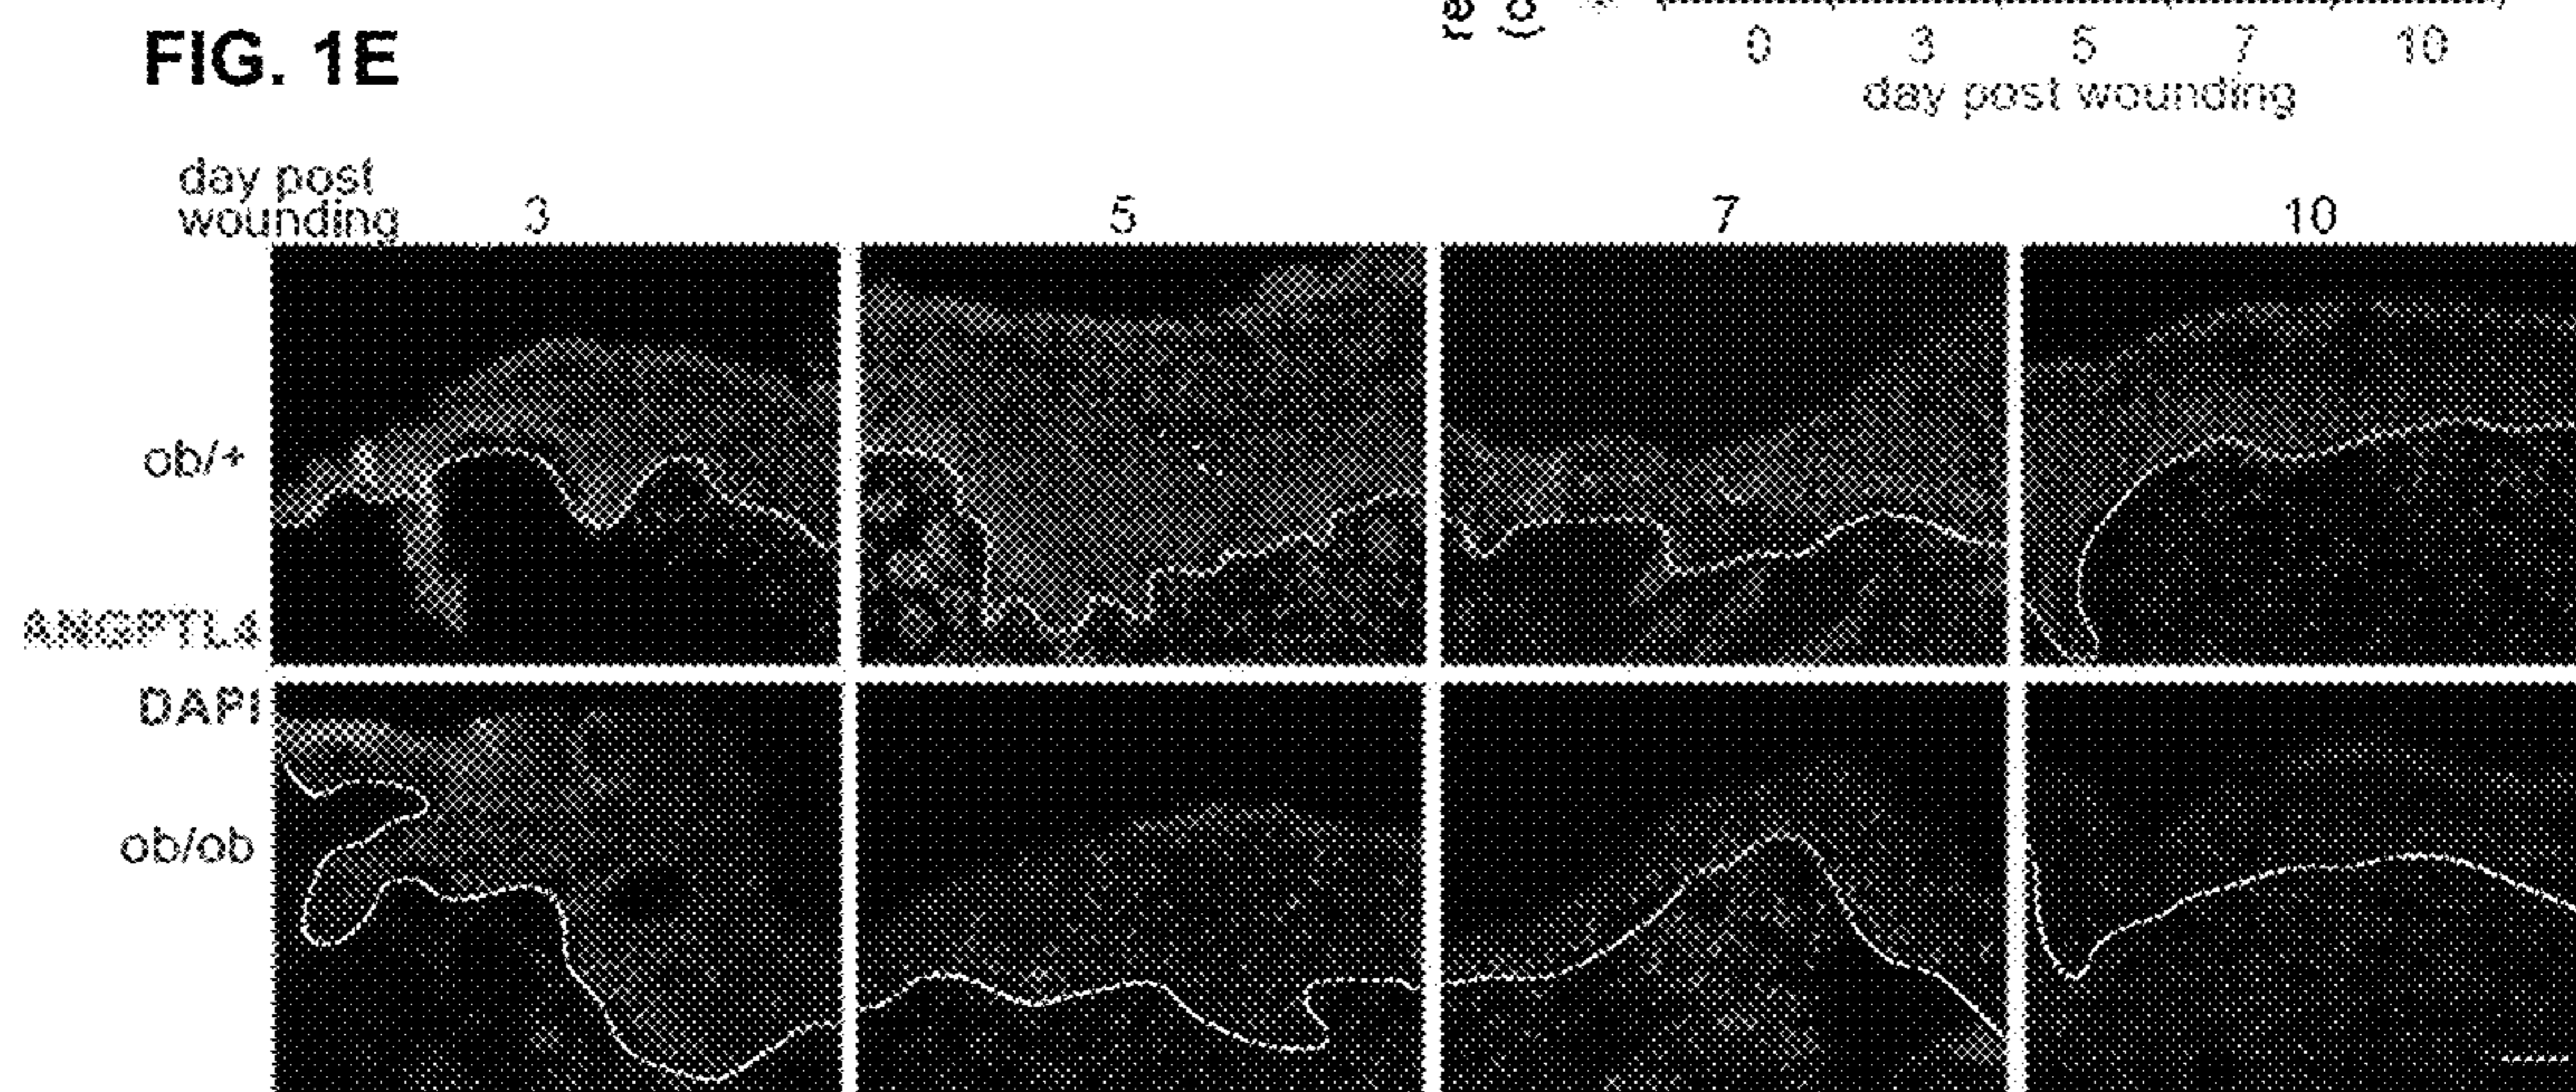 FIG. 1E
0 3 5 7 10
day post wounding
day post
wounding
3 5 7 10
ob/+
ANGPTL4
DAPI
ob/ob